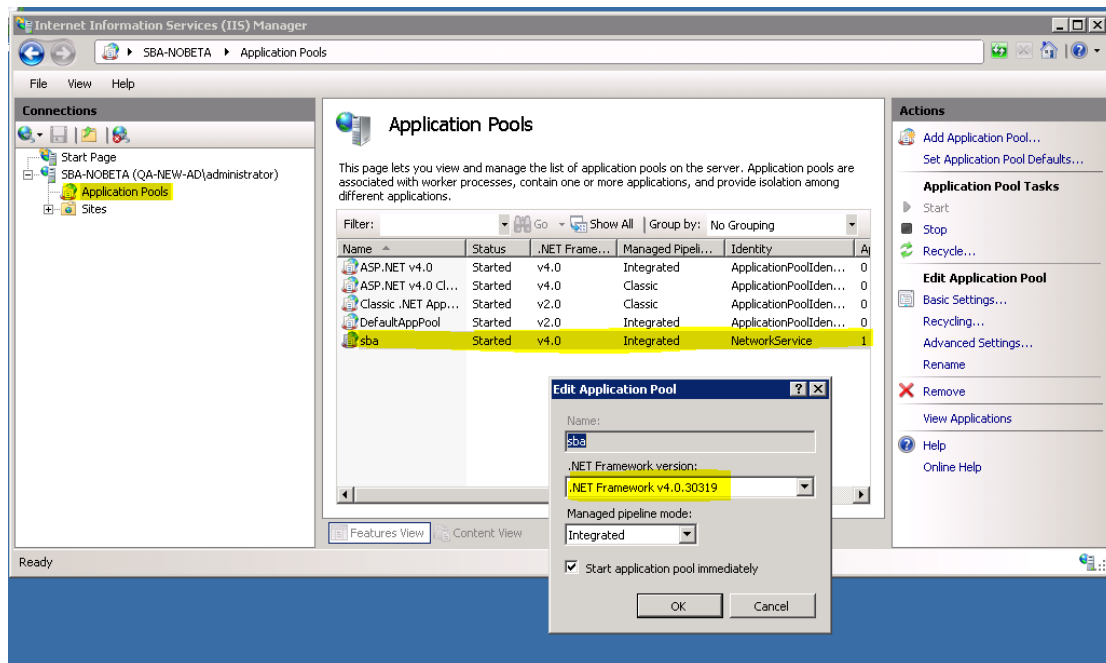 Internet Information Services (IIS) Manager
SBA-NOBETA Application Pools
File View Help
Connections
Start Page
SBA-NOBETA (QA-NEW-AD\administrator)
Application Pools
Sites
Application Pools
This page lets you view and manage the list of application pools on the server. Application pools are
associated with worker processes, contain one or more applications, and provide isolation among
different applications.
Filter: Go Show All Group by: No Grouping
Name Status .NET Frame... Managed Pipeli... Identity
ASP.NET v4.0 Started v4.0 Integrated ApplicationPoolIden... 0
ASP.NET v4.0 Cl... Started v4.0 Classic ApplicationPoolIden... 0
Classic .NET App... Started v2.0 Classic ApplicationPoolIden... 0
DefaultAppPool Started v2.0 Integrated ApplicationPoolIden... 0
sba Started v4.0 Integrated NetworkService 1
Edit Application Pool
Name:
sba
.NET Framework version:
.NET Framework v4.0.30319
Managed pipeline mode:
Integrated
Start application pool immediately
OK Cancel
Features View Content View
Actions
Add Application Pool...
Set Application Pool Defaults...
Application Pool Tasks
Start
Stop
Recycle...
Edit Application Pool
Basic Settings...
Recycling...
Advanced Settings...
Rename
Remove
View Applications
Help
Online Help
Ready